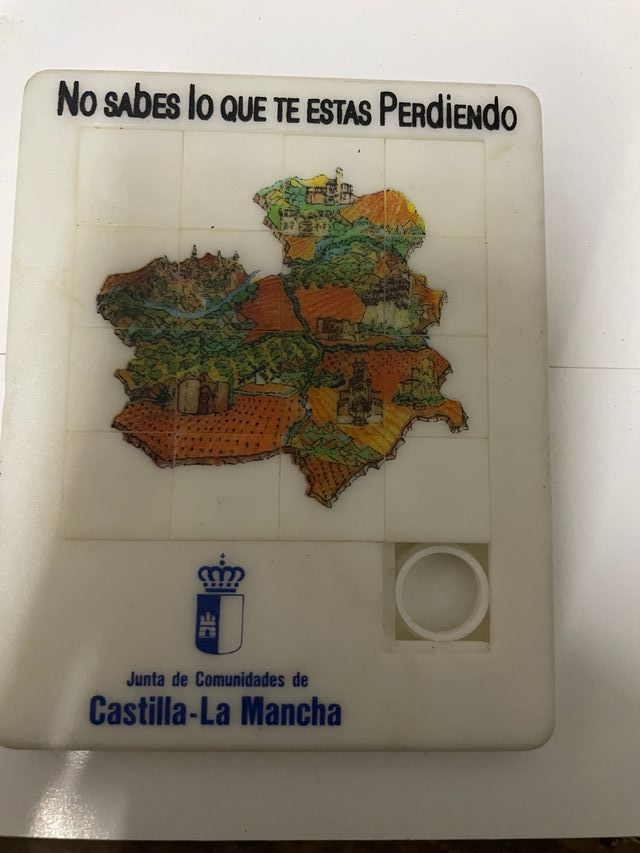 No sabes lo que te estas Perdiendo
Junta de Comunidades de
Castilla-La Mancha